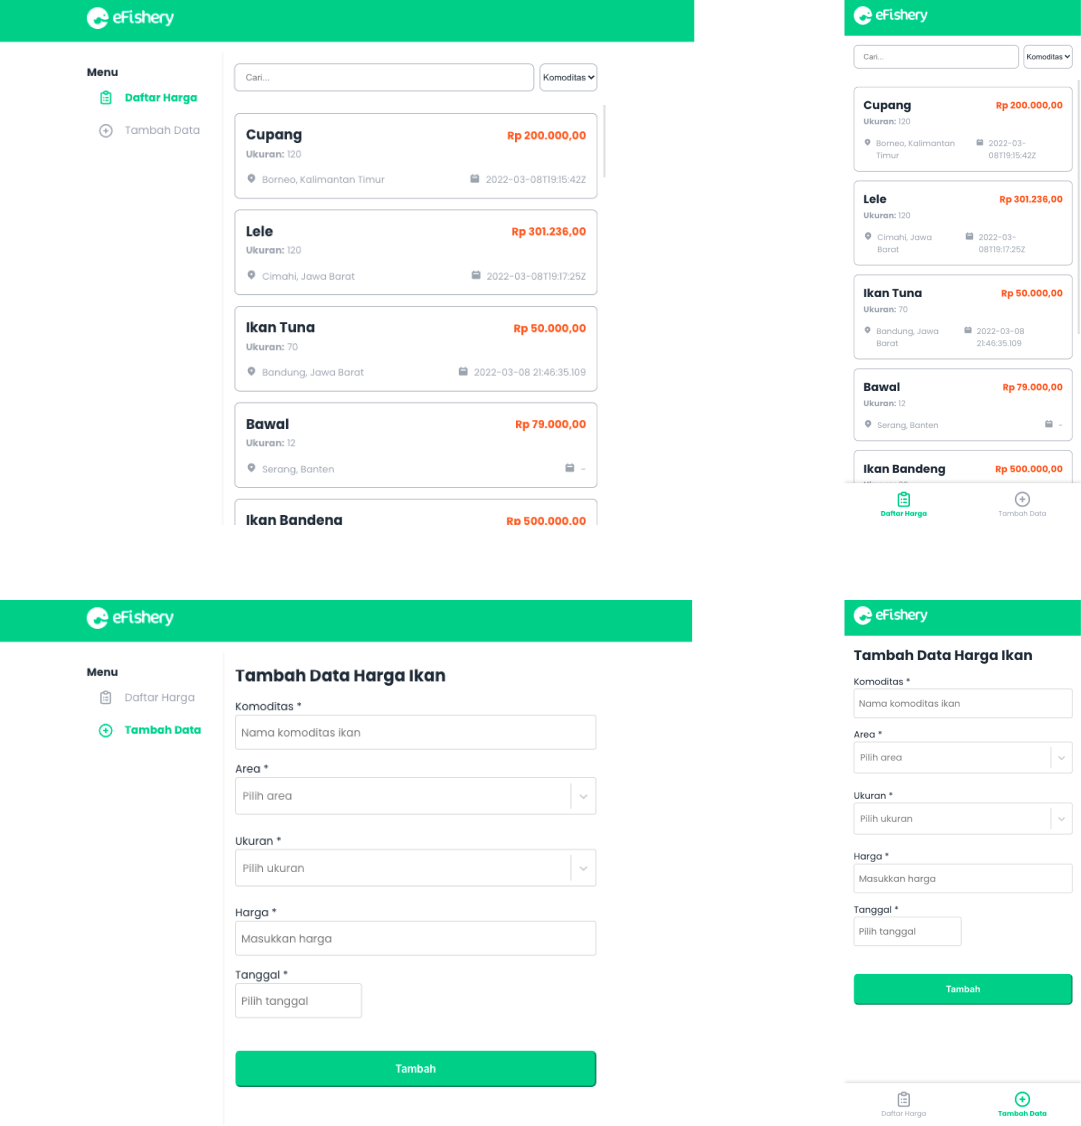 eFishery
Menu
Daftar Harga
Tambah Data
Cari...
Komoditas
Cupang
Rp 200.000,00
Ukuran: 120
Borneo, Kalimantan Timur
2022-03-08T19:15:42Z
Lele
Rp 301.236,00
Ukuran: 120
Cimahi, Jawa Barat
2022-03-08T19:17:25Z
Ikan Tuna
Rp 50.000,00
Ukuran: 70
Bandung, Jawa Barat
2022-03-08 21:46:35.109
Bawal
Rp 79.000,00
Ukuran: 12
Serang, Banten
-
Ikan Bandeng
Rp 500.000,00
eFishery
Cari...
Komoditas
Cupang
Rp 200.000,00
Ukuran: 120
Borneo, Kalimantan
Timur
2022-03-
08T19:15:42Z
Lele
Rp 301.236,00
Ukuran: 120
Cimahi, Jawa
Barat
2022-03-
08T19:17:25Z
Ikan Tuna
Rp 50.000,00
Ukuran: 70
Bandung, Jawa
Barat
2022-03-08
21:46:35.109
Bawal
Rp 79.000,00
Ukuran: 12
Serang, Banten
-
Ikan Bandeng
Rp 500.000,00
Daftar Harga
Tambah Data
eFishery
Menu
Daftar Harga
Tambah Data
Tambah Data Harga Ikan
Komoditas *
Nama komoditas ikan
Area *
Pilih area
Ukuran *
Pilih ukuran
Harga *
Masukkan harga
Tanggal *
Pilih tanggal
Tambah
eFishery
Tambah Data Harga Ikan
Komoditas *
Nama komoditas ikan
Area *
Pilih area
Ukuran *
Pilih ukuran
Harga *
Masukkan harga
Tanggal *
Pilih tanggal
Tambah
Daftar Harga
Tambah Data